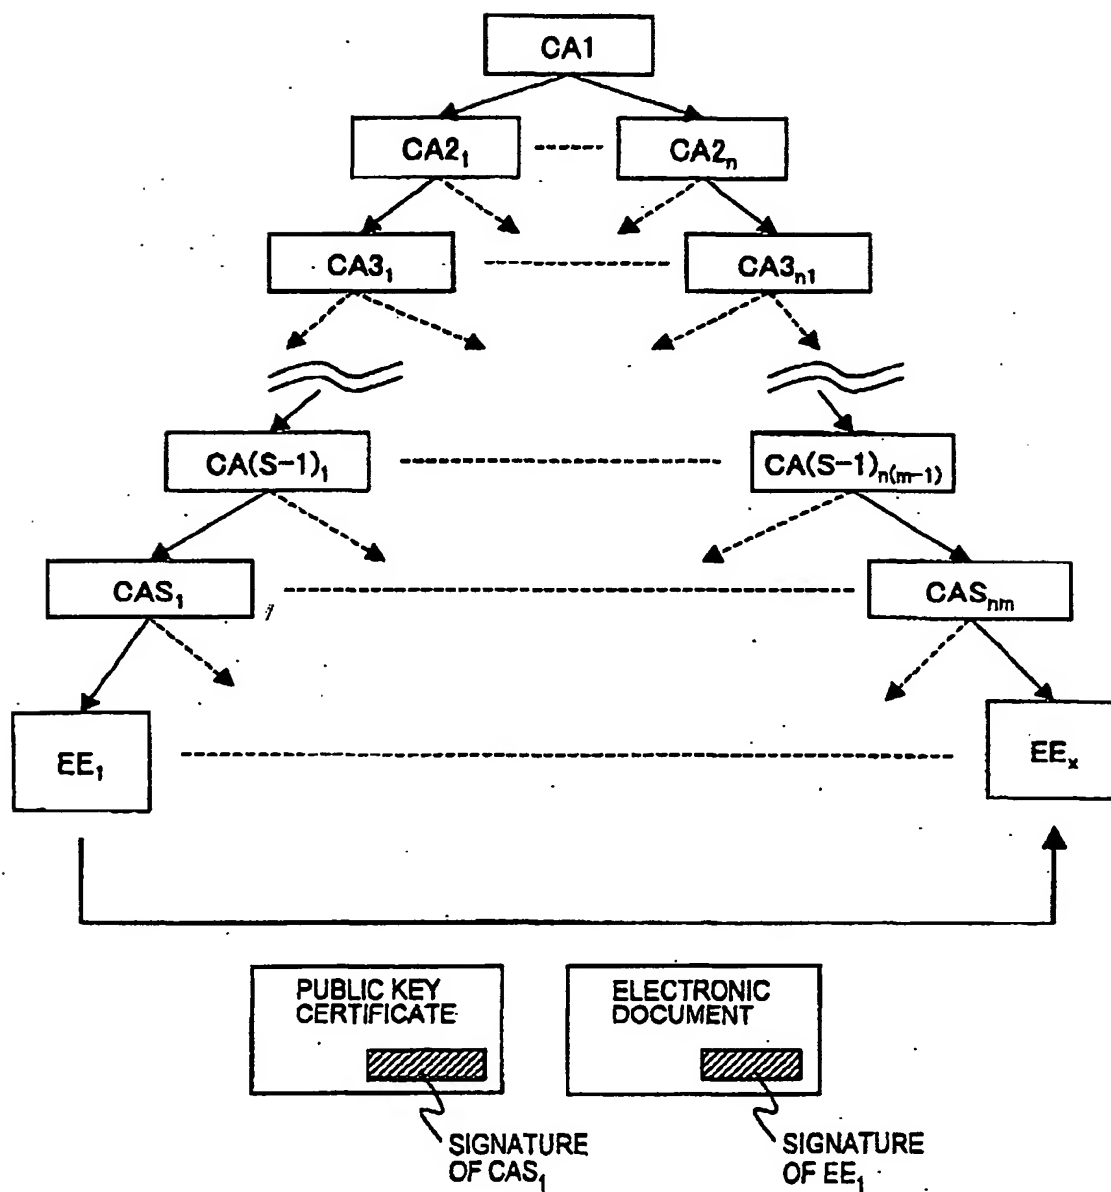 CA1
CA2₁
CA2ₙ
CA3₁
CA3ₙ₁
CA(S-1)₁
CA(S-1)ₙ₍ₘ₋₁₎
CAS₁
CASₙₘ
EE₁
EEₓ
PUBLIC KEY
CERTIFICATE
ELECTRONIC
DOCUMENT
SIGNATURE
OF CAS₁
SIGNATURE
OF EE₁